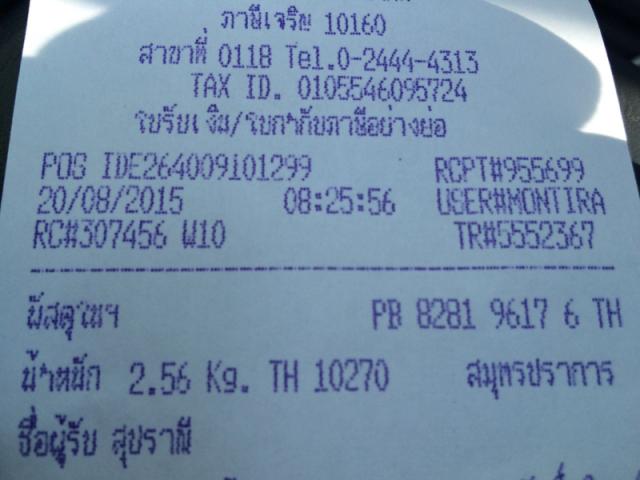 ภาษีเจริญ 10160
สาขาที่ 0118 Tel.0-2444-4313
TAX ID. 0105546095724
ใบรับเงิน/ใบกำกับภาษีอย่างย่อ
POS IDE264009101299 RCPT#955699
20/08/2015 08:25:56 USER#MONTIRA
RC#307456 W10 TR#5552367
พัสดุในฯ PB 8281 9617 6 TH
น้ำหนัก 2.56 Kg. TH 10270 สมุทรปราการ
ชื่อผู้รับ สุปราณี